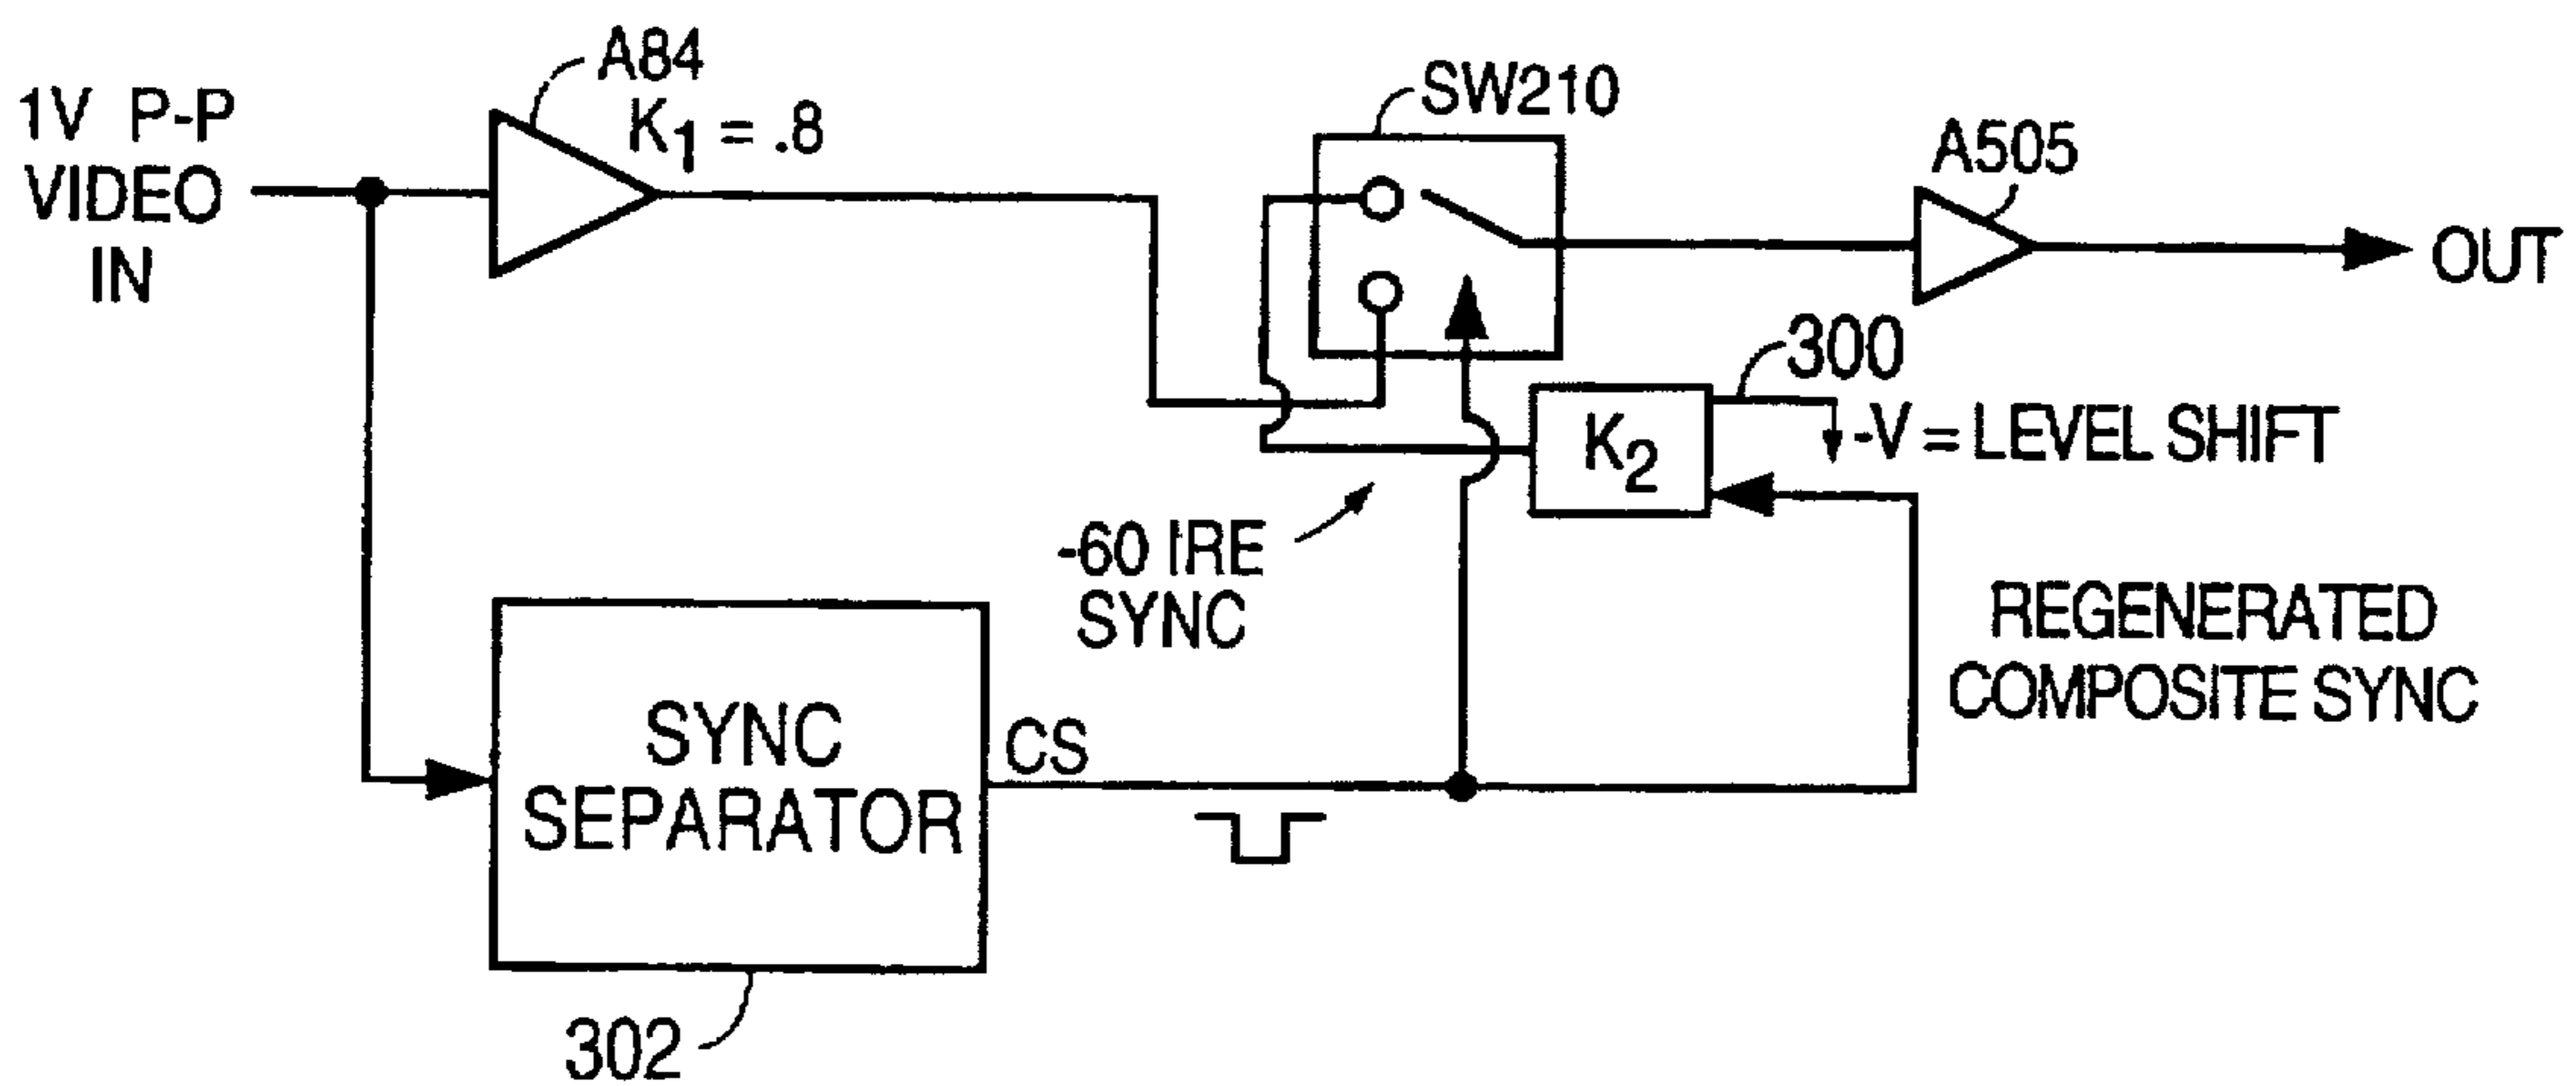 1V P-P
VIDEO
IN
A84
K1 = .8
SW210
A505
OUT
300
K2
-V = LEVEL SHIFT
-60 IRE
SYNC
REGENERATED
COMPOSITE SYNC
SYNC
SEPARATOR
CS
302